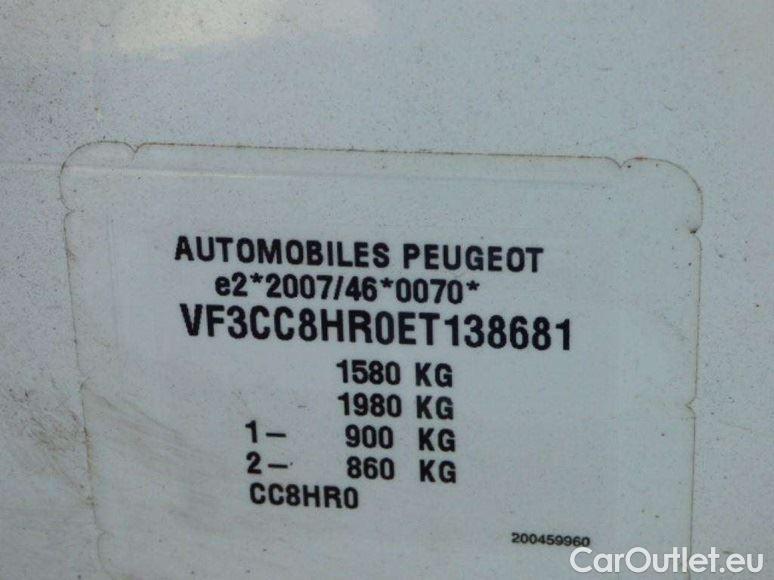 AUTOMOBILES PEUGEOT
e2*2007/46*0070*
VF3CC8HR0ET138681
1580 KG
1980 KG
1- 900 KG
2- 860 KG
CC8HR0
200459960
CarOutlet.eu